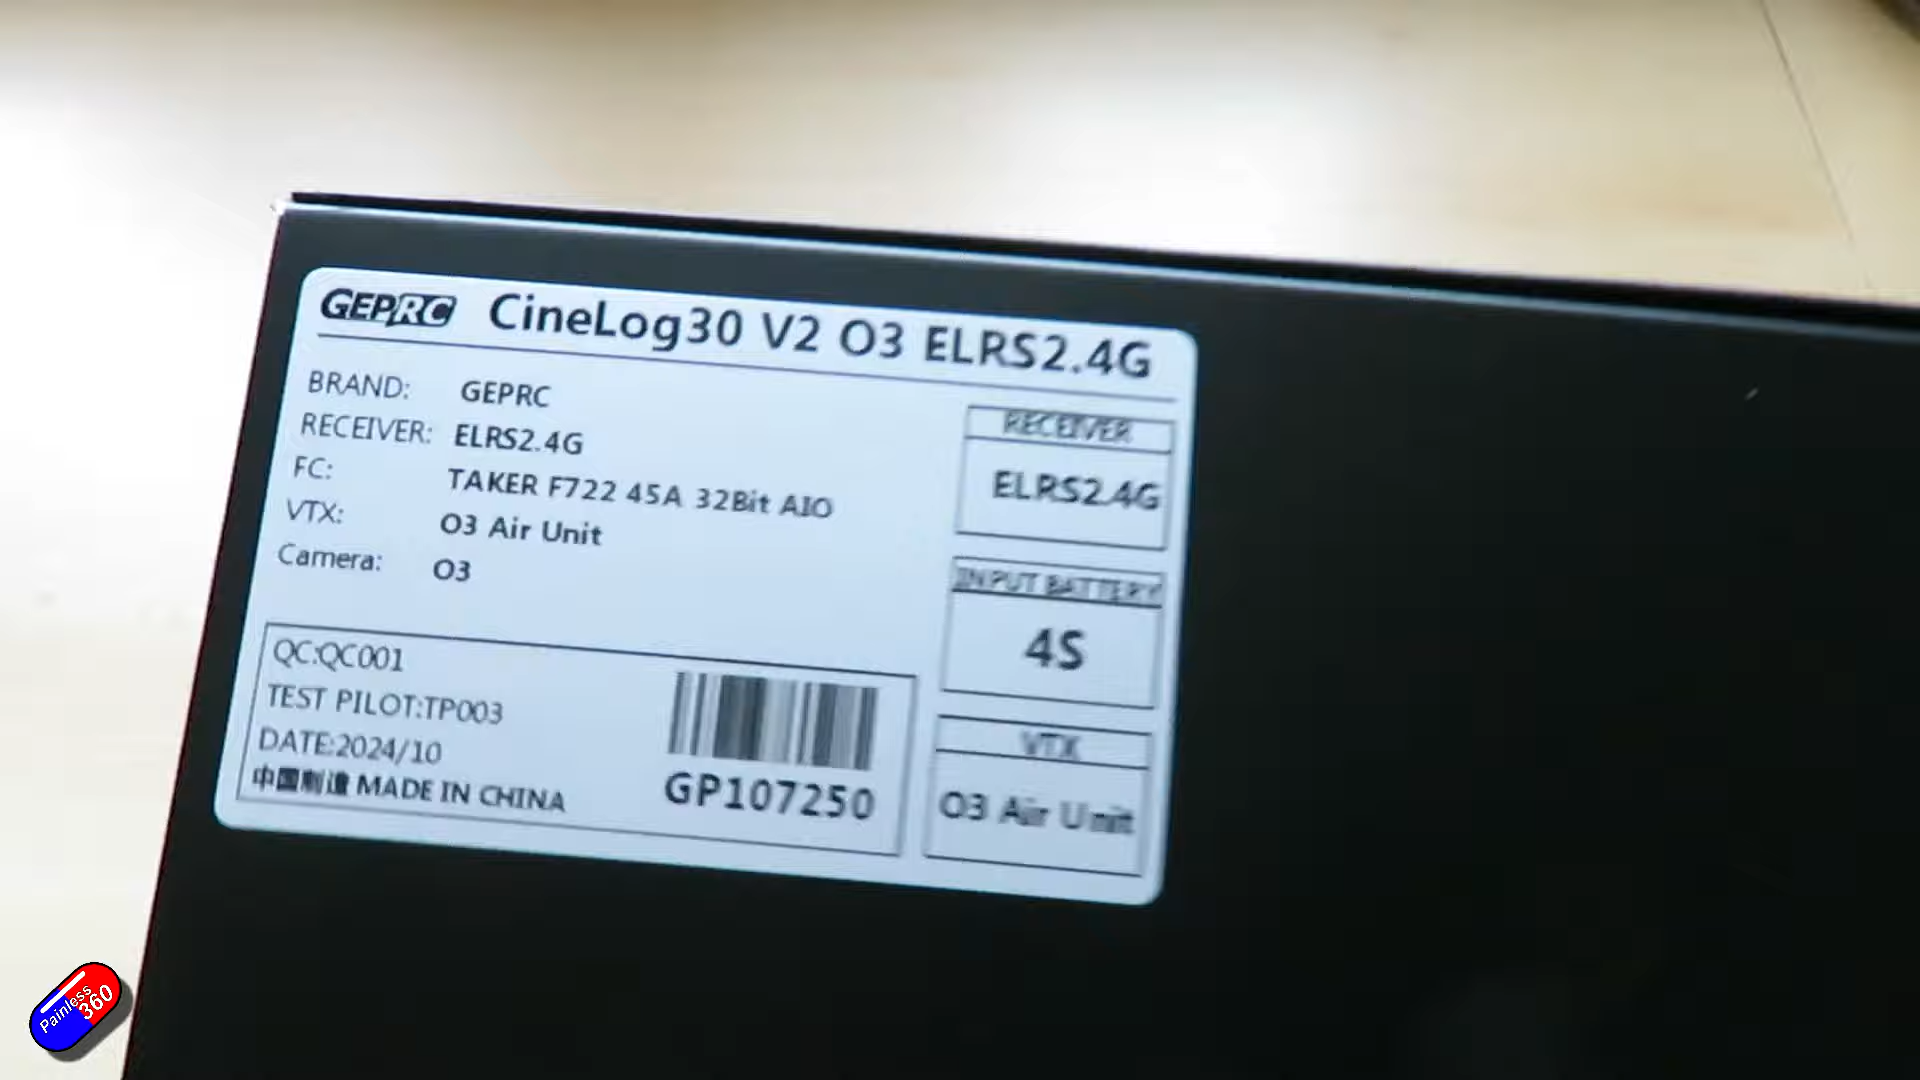 GEPRC CineLog30 V2 O3 ELRS2.4G
BRAND: GEPRC
RECEIVER: ELRS2.4G
FC: TAKER F722 45A 32Bit AIO
VTX: O3 Air Unit
Camera: O3
RECEIVER
ELRS2.4G
INPUT BATTERY
4S
VTX
O3 Air Unit
QC:QC001
TEST PILOT:TP003
DATE:2024/10
中国制造 MADE IN CHINA
GP107250
Painless
360